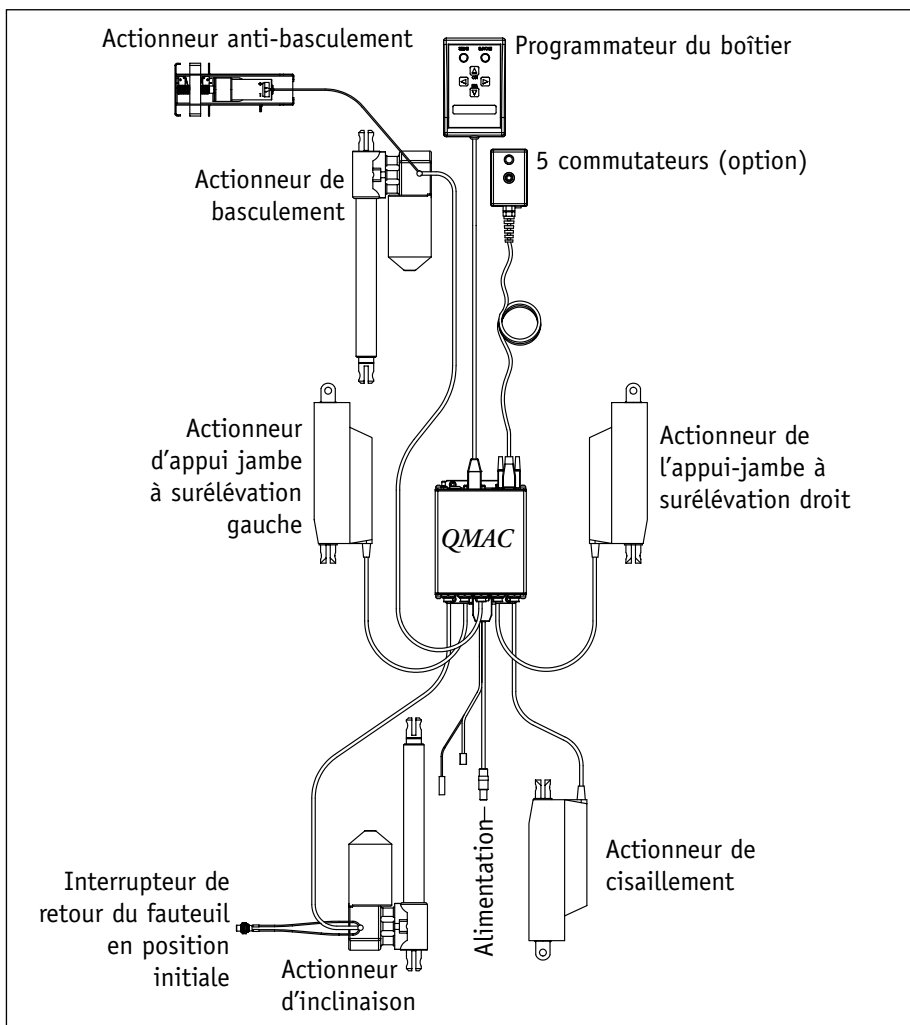 Actionneur anti-basculement
Programmateur du boîtier
5 commutateurs (option)
Actionneur de
basculement
Actionneur
d'appui jambe
à surélévation
gauche
Actionneur de
l'appui-jambe à
surélévation droit
QMAC
Alimentation
Interrupteur de
retour du fauteuil
en position
initiale
Actionneur
d'inclinaison
Actionneur de
cisaillement